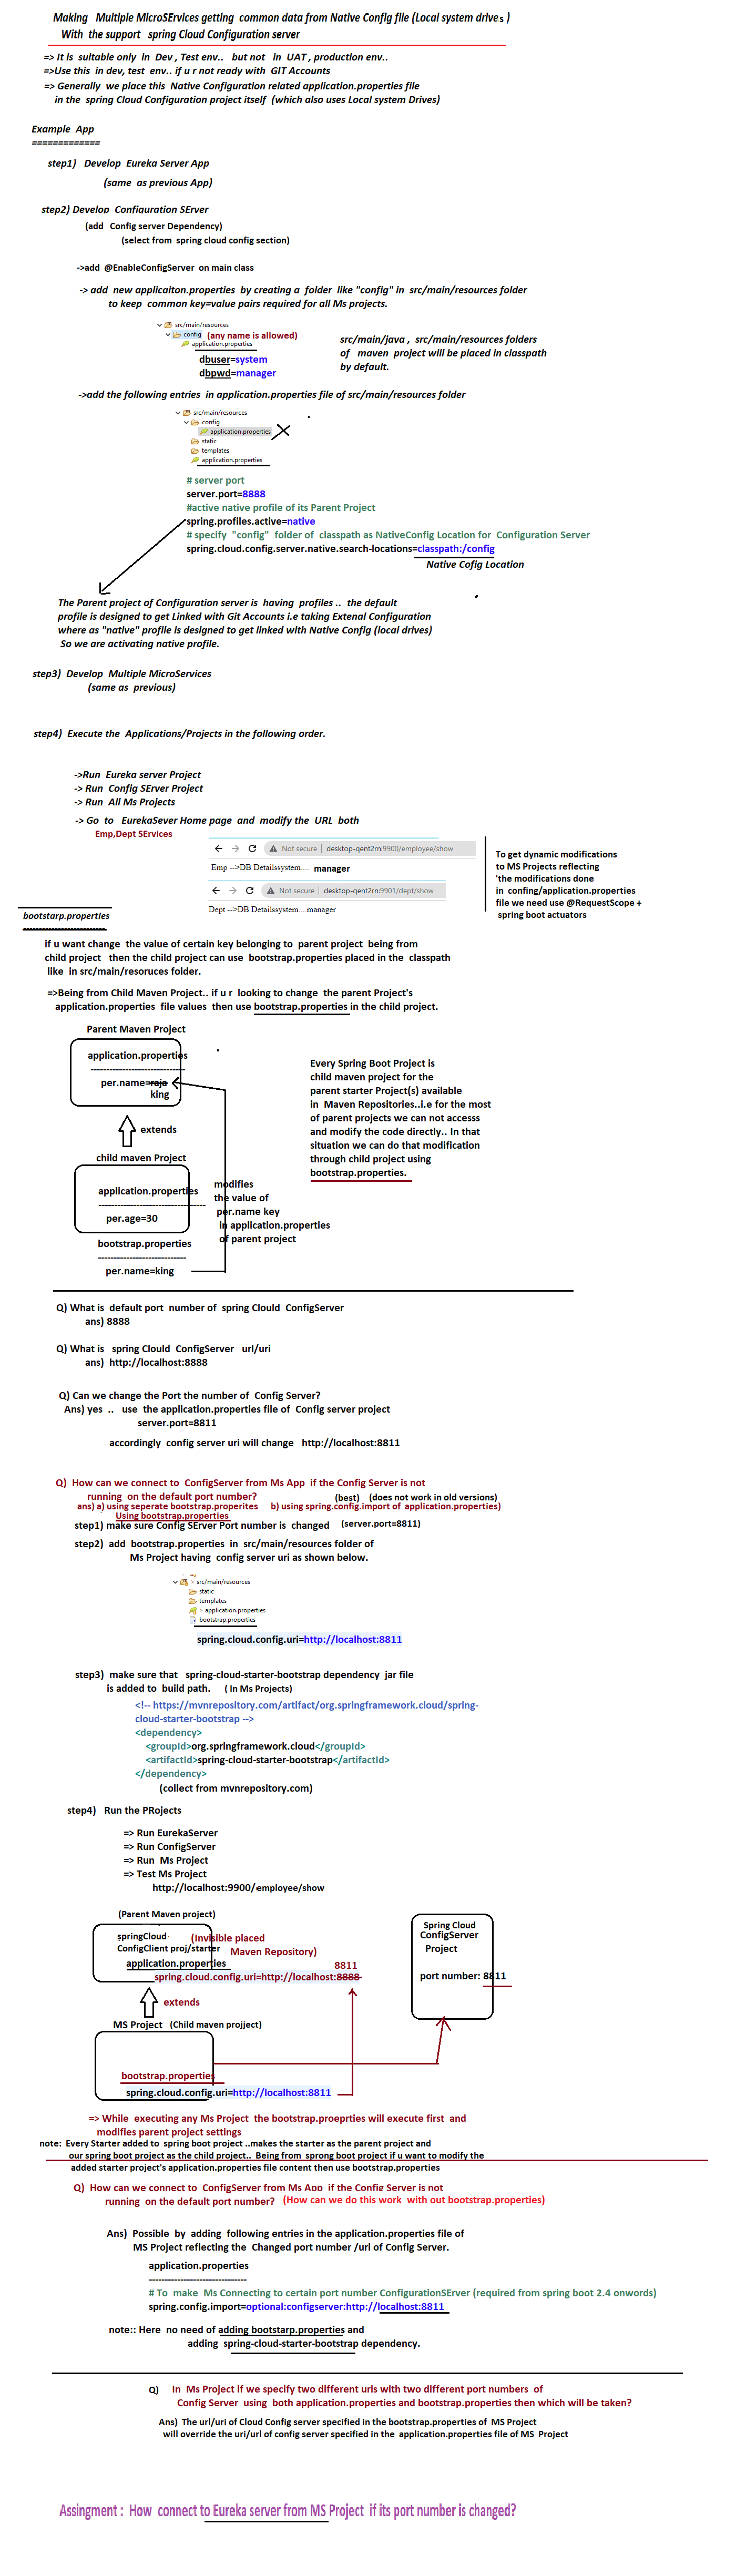 Making Multiple MicroSErvices getting common data from Native Config file (Local system drives )
With the support spring Cloud Configuration server
=> It is suitable only in Dev , Test env.. but not in UAT , production env..
=>Use this in dev, test env.. if u r not ready with GIT Accounts
=> Generally we place this Native Configuration related application.properties file
in the spring Cloud Configuration project itself (which also uses Local system Drives)
Example App
=============
step1) Develop Eureka Server App
(same as previous App)
step2) Develop Configuration SErver
(add Config server Dependency)
(select from spring cloud config section)
->add @EnableConfigServer on main class
-> add new applicaiton.properties by creating a folder like "config" in src/main/resources folder
to keep common key=value pairs required for all Ms projects.
src/main/resources
config (any name is allowed)
application.properties
dbuser=system
dbpwd=manager
src/main/java , src/main/resources folders
of maven project will be placed in classpath
by default.
->add the following entries in application.properties file of src/main/resources folder
src/main/resources
config
application.properties
static
templates
application.properties
# server port
server.port=8888
#active native profile of its Parent Project
spring.profiles.active=native
# specify "config" folder of classpath as NativeConfig Location for Configuration Server
spring.cloud.config.server.native.search-locations=classpath:/config
Native Cofig Location
The Parent project of Configuration server is having profiles .. the default
profile is designed to get Linked with Git Accounts i.e taking Extenal Configuration
where as "native" profile is designed to get linked with Native Config (local drives)
So we are activating native profile.
step3) Develop Multiple MicroServices
(same as previous)
step4) Execute the Applications/Projects in the following order.
->Run Eureka server Project
-> Run Config SErver Project
-> Run All Ms Projects
-> Go to EurekaSever Home page and modify the URL both
Emp,Dept SErvices
Not secure | desktop-qent2rn:9900/employee/show
Emp -->DB Detailssystem.... manager
Not secure | desktop-qent2rn:9901/dept/show
Dept -->DB Detailssystem....manager
To get dynamic modifications
to MS Projects reflecting
'the modifications done
in confing/application.properties
file we need use @RequestScope +
spring boot actuators
bootstarp.properties
-------------------------
if u want change the value of certain key belonging to parent project being from
child project then the child project can use bootstrap.properties placed in the classpath
like in src/main/resoruces folder.
=>Being from Child Maven Project.. if u r looking to change the parent Project's
application.properties file values then use bootstrap.properties in the child project.
Parent Maven Project
application.properties
------------------------------
per.name=raja
king
extends
child maven Project
application.properties
----------------------------------
per.age=30
bootstrap.properties
----------------------------
per.name=king
modifies
the value of
per.name key
in application.properties
of parent project
Every Spring Boot Project is
child maven project for the
parent starter Project(s) available
in Maven Repositories..i.e for the most
of parent projects we can not accesss
and modify the code directly.. In that
situation we can do that modification
through child project using
bootstrap.properties.
Q) What is default port number of spring Clould ConfigServer
ans) 8888
Q) What is spring Clould ConfigServer url/uri
ans) http://localhost:8888
Q) Can we change the Port the number of Config Server?
Ans) yes .. use the application.properties file of Config server project
server.port=8811
accordingly config server uri will change http://localhost:8811
Q) How can we connect to ConfigServer from Ms App if the Config Server is not
running on the default port number? (best) (does not work in old versions)
ans) a) using seperate bootstrap.properites b) using spring.config.import of application.properties)
Using bootstrap.properties
step1) make sure Config SErver Port number is changed (server.port=8811)
step2) add bootstrap.properties in src/main/resources folder of
Ms Project having config server uri as shown below.
> src/main/resources
static
templates
> application.properties
bootstrap.properties
spring.cloud.config.uri=http://localhost:8811
step3) make sure that spring-cloud-starter-bootstrap dependency jar file
is added to build path. ( In Ms Projects)
<!-- https://mvnrepository.com/artifact/org.springframework.cloud/spring-
cloud-starter-bootstrap -->
<dependency>
<groupId>org.springframework.cloud</groupId>
<artifactId>spring-cloud-starter-bootstrap</artifactId>
</dependency>
(collect from mvnrepository.com)
step4) Run the PRojects
=> Run EurekaServer
=> Run ConfigServer
=> Run Ms Project
=> Test Ms Project
http://localhost:9900/employee/show
(Parent Maven project)
springCloud
ConfigClient proj/starter
(Invisible placed
Maven Repository)
application.properties
8811
spring.cloud.config.uri=http://localhost:8888
extends
MS Project (Child maven projject)
bootstrap.properties
spring.cloud.config.uri=http://localhost:8811
Spring Cloud
ConfigServer
Project
port number: 8811
=> While executing any Ms Project the bootstrap.proeprties will execute first and
modifies parent project settings
note: Every Starter added to spring boot project ..makes the starter as the parent project and
our spring boot project as the child project.. Being from sprong boot project if u want to modify the
added starter project's application.properties file content then use bootstrap.properties
Q) How can we connect to ConfigServer from Ms App if the Config Server is not
running on the default port number? (How can we do this work with out bootstrap.properties)
Ans) Possible by adding following entries in the application.properties file of
MS Project reflecting the Changed port number /uri of Config Server.
application.properties
-------------------------------
# To make Ms Connecting to certain port number ConfigurationSErver (required from spring boot 2.4 onwords)
spring.config.import=optional:configserver:http://localhost:8811
note:: Here no need of adding bootstarp.properties and
adding spring-cloud-starter-bootstrap dependency.
Q) In Ms Project if we specify two different uris with two different port numbers of
Config Server using both application.properties and bootstrap.properties then which will be taken?
Ans) The url/uri of Cloud Config server specified in the bootstrap.properties of MS Project
will override the uri/url of config server specified in the application.properties file of MS Project
Assingment : How connect to Eureka server from MS Project if its port number is changed?